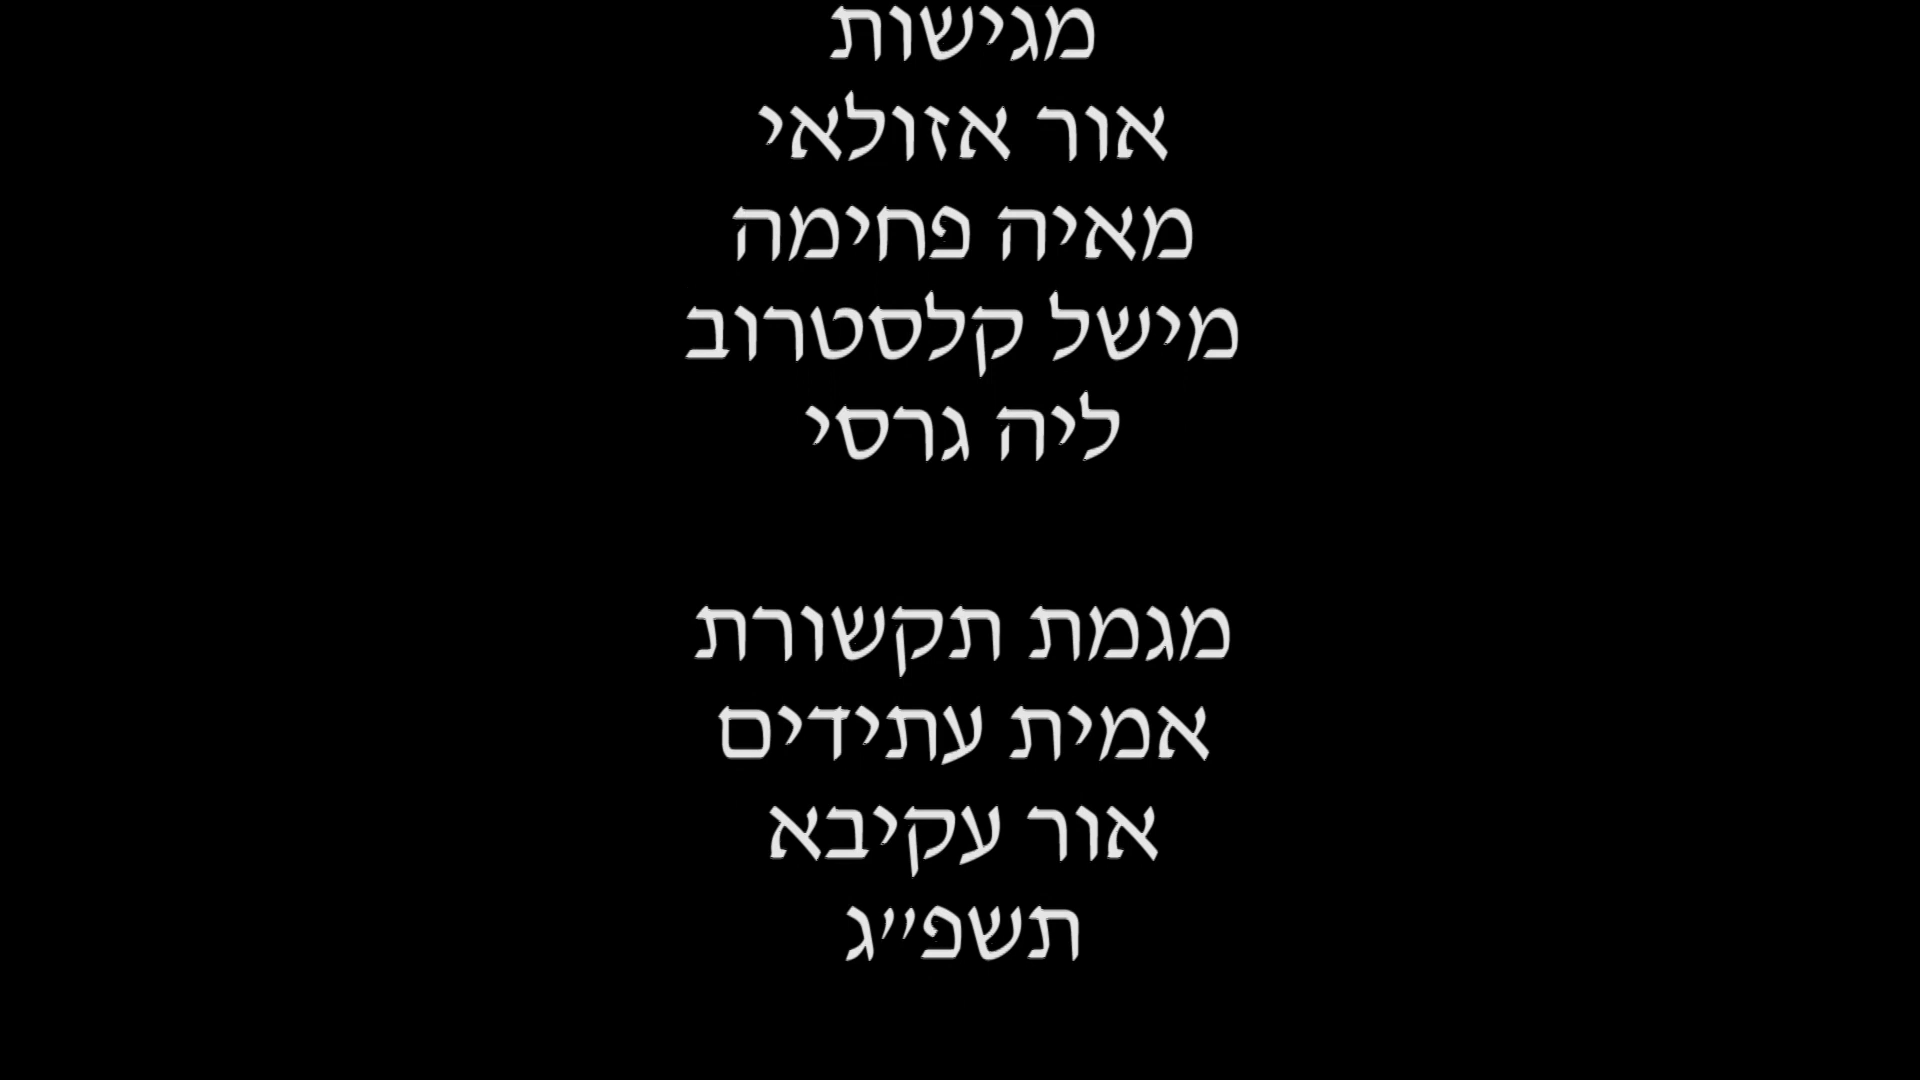 מגישות
אור אזולאי
מאיה פחימה
מישל קלסטרוב
ליה גרסי
מגמת תקשורת
אמית עתידים
אור עקיבא
תשפ׳׳ג